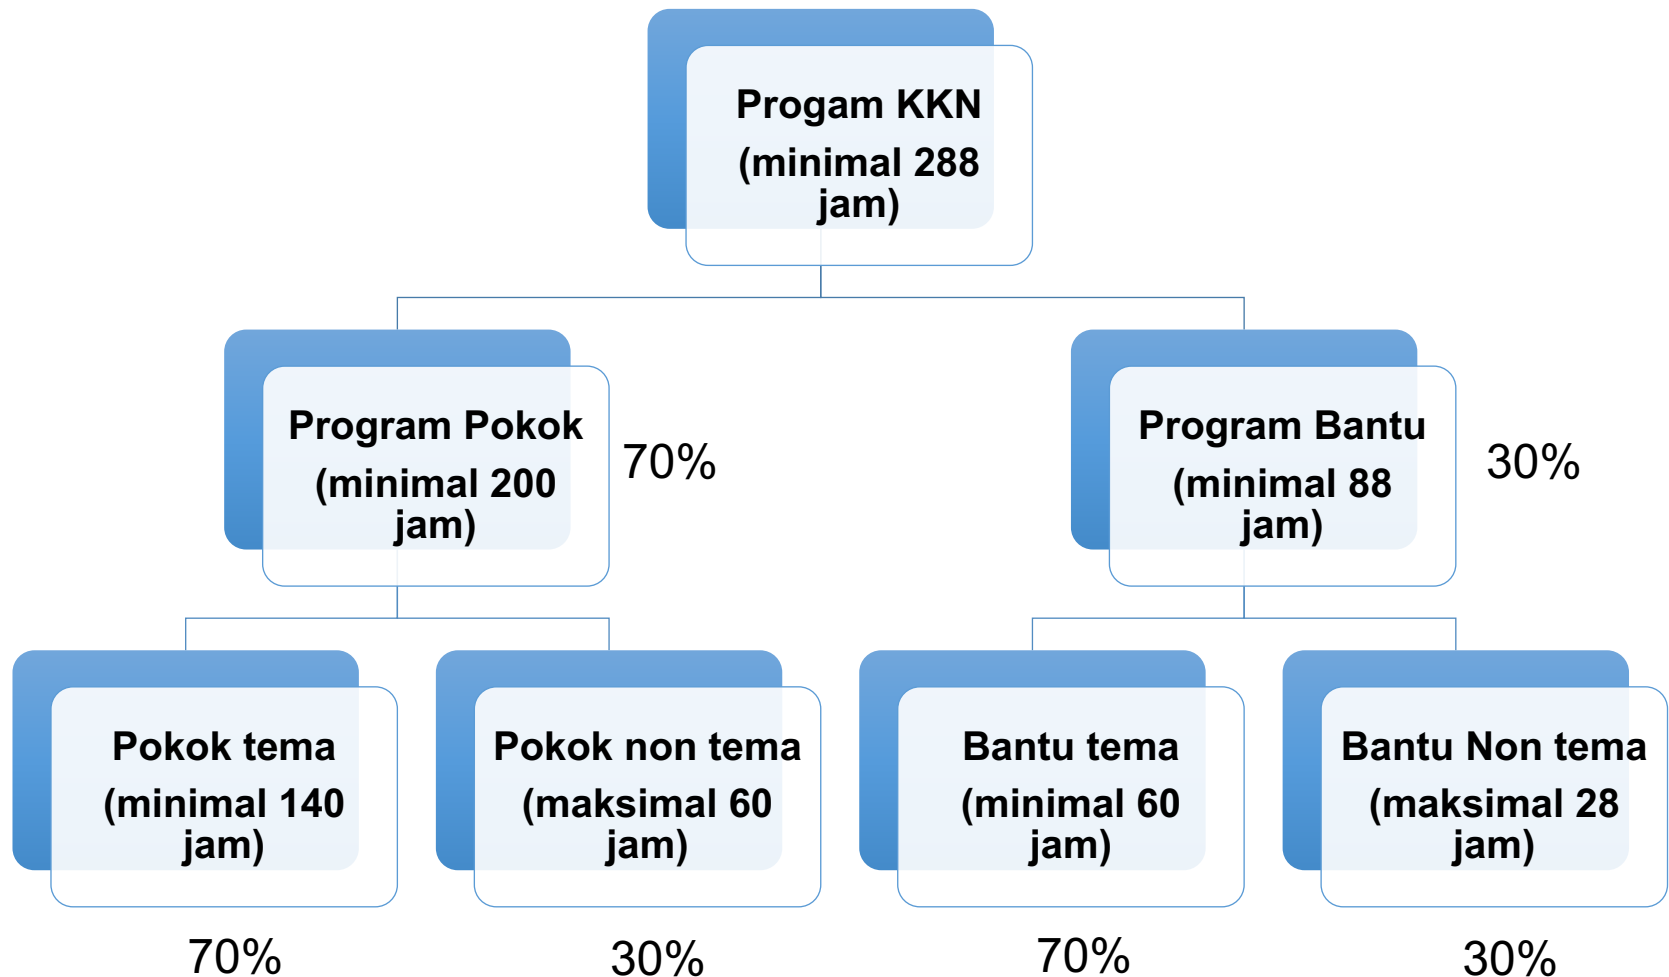 Progam KKN
(minimal 288
jam)
Program Pokok
(minimal 200
jam)
70%
Program Bantu
(minimal 88
jam)
30%
Pokok tema
(minimal 140
jam)
Pokok non tema
(maksimal 60
jam)
Bantu tema
(minimal 60
jam)
Bantu Non tema
(maksimal 28
jam)
70%
30%
70%
30%